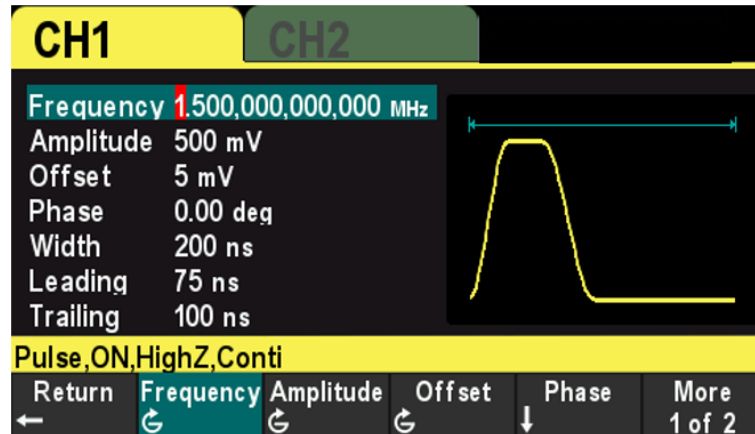 CH1 CH2
Frequency 1.500,000,000,000 MHz
Amplitude 500 mV
Offset 5 mV
Phase 0.00 deg
Width 200 ns
Leading 75 ns
Trailing 100 ns
Pulse,ON,HighZ,Conti
Return Frequency Amplitude Offset Phase More
1 of 2